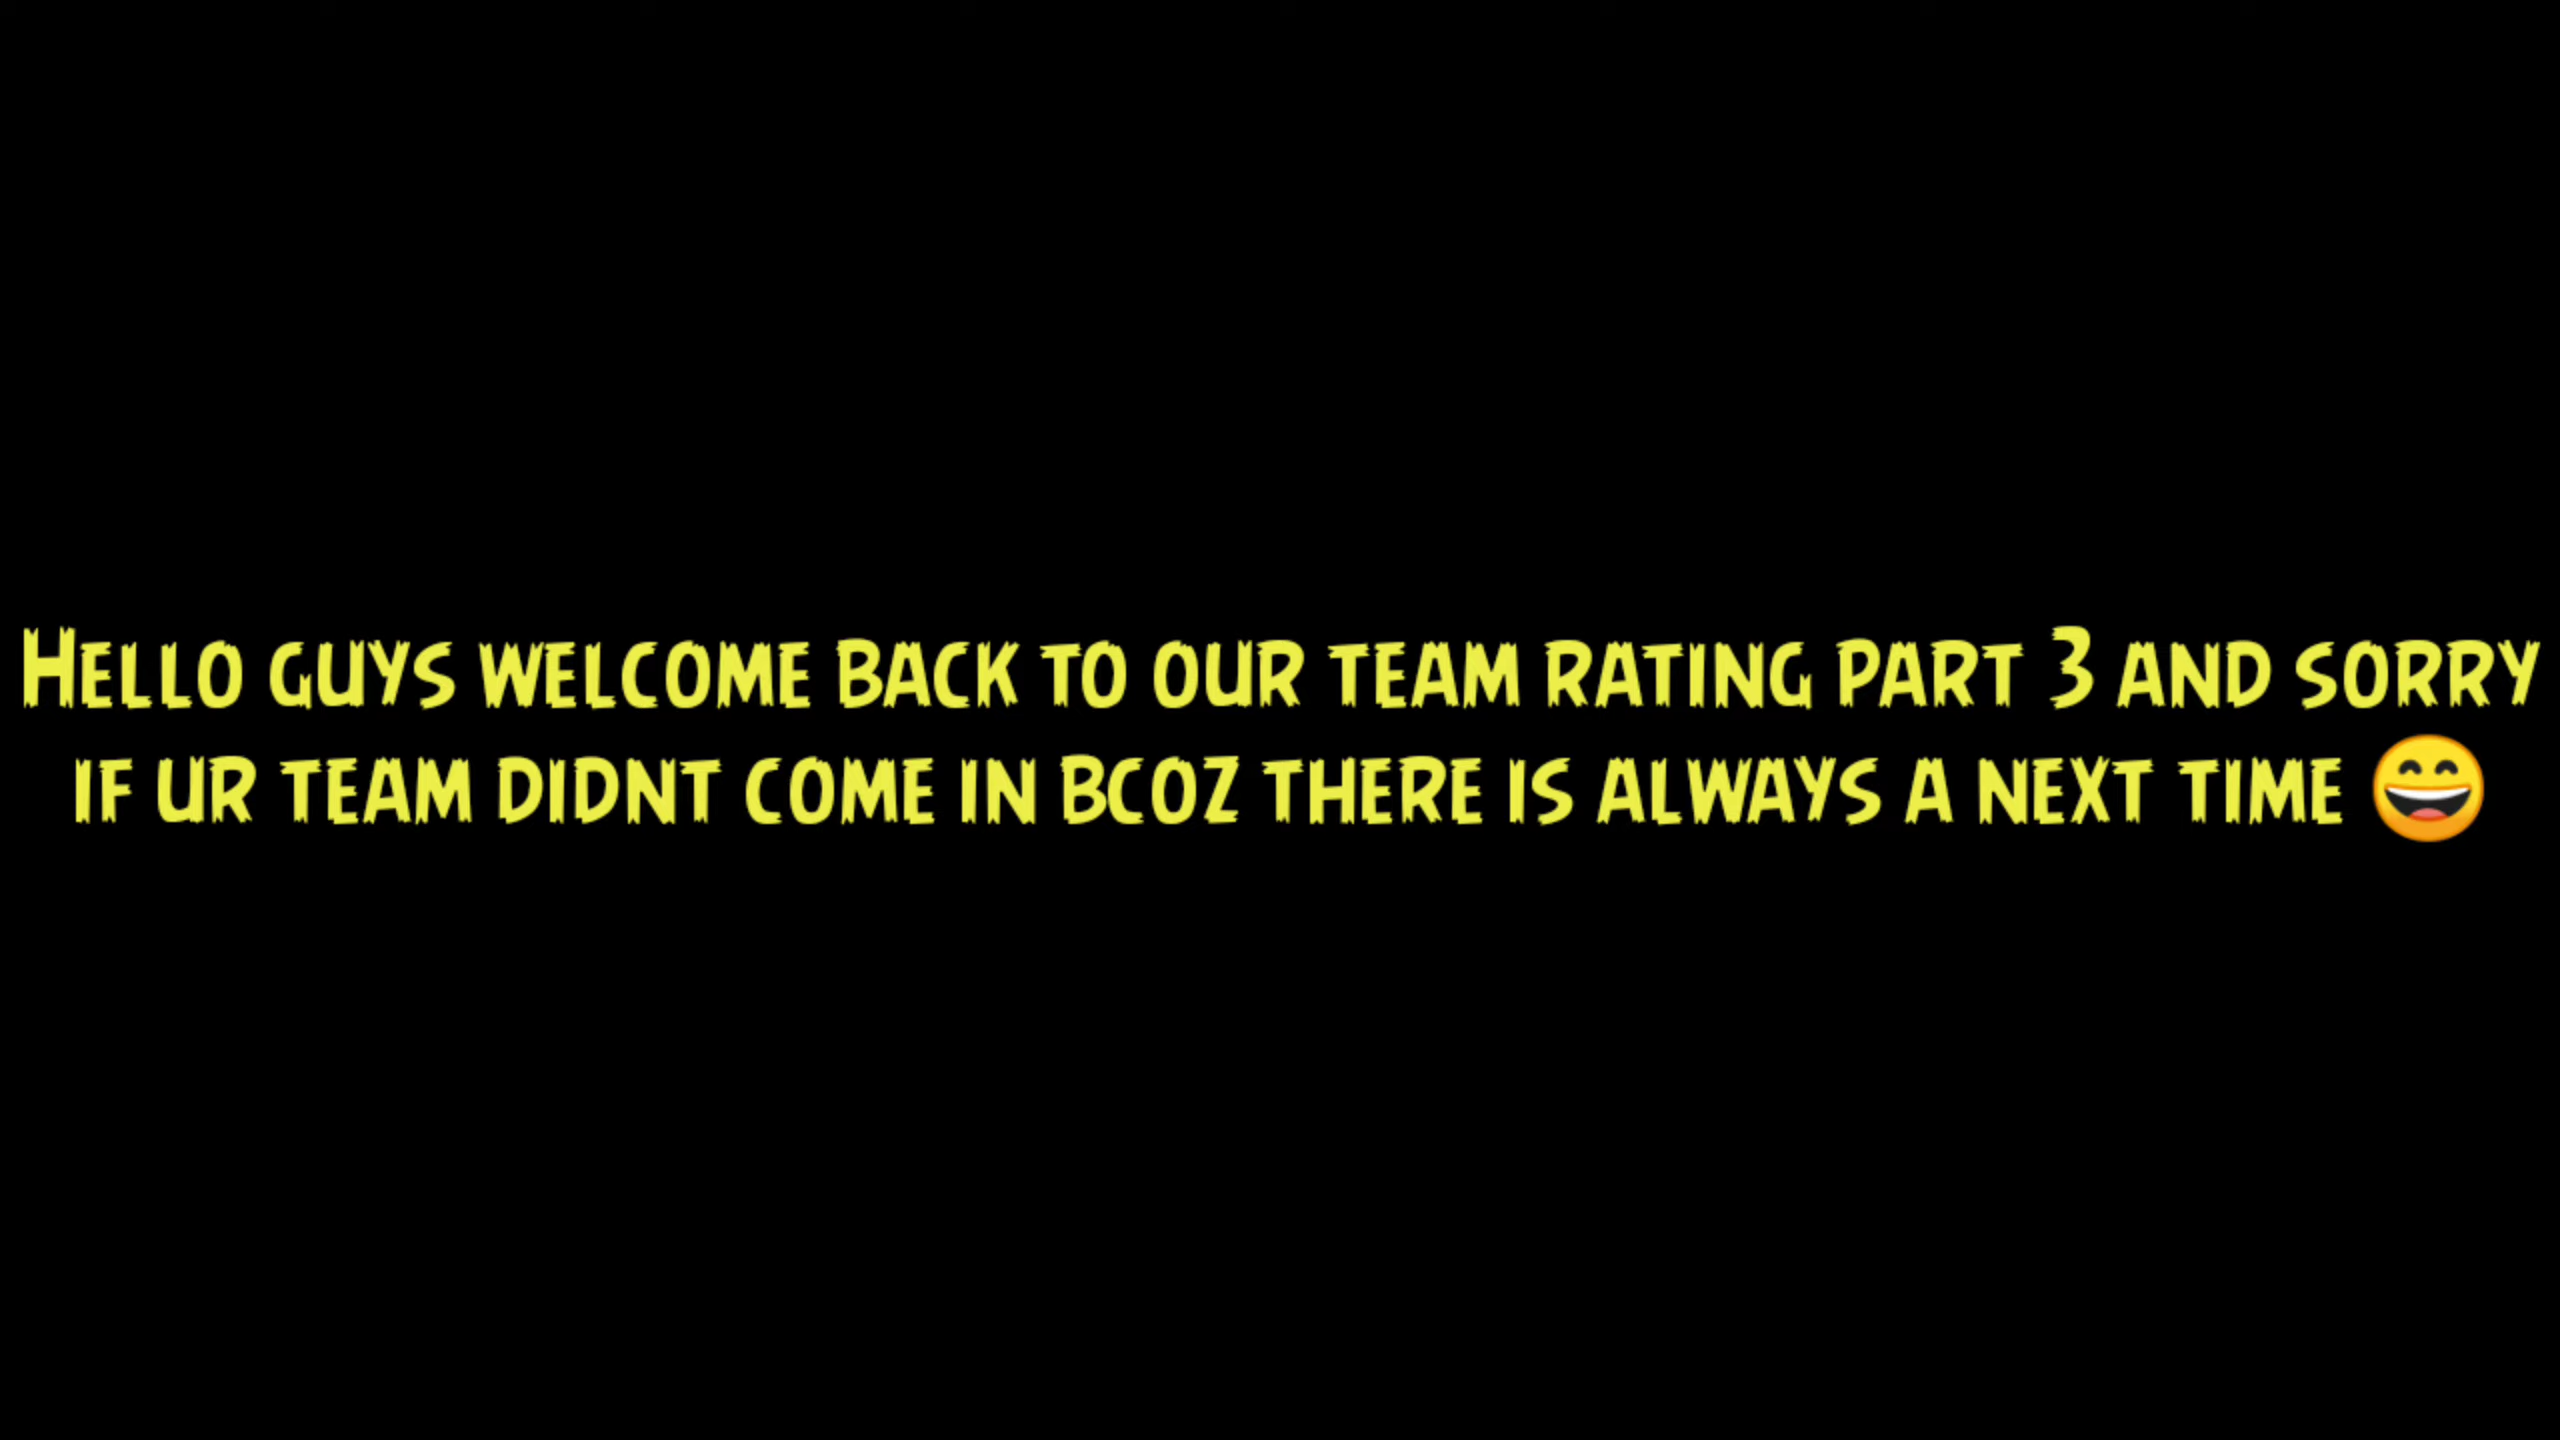 Hello guys welcome back to our team rating part 3 and sorry
if ur team didnt come in bcoz there is always a next time 😄